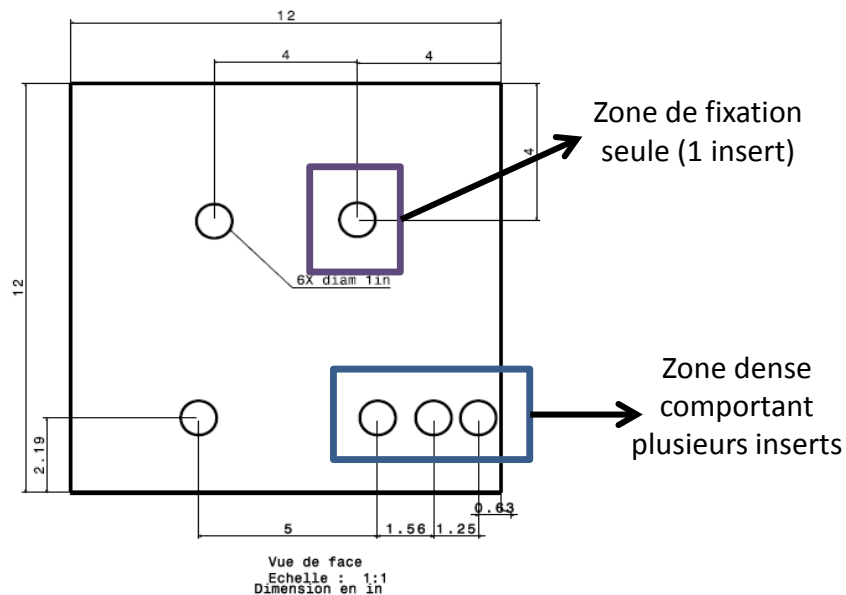 12
4
4
Zone de fixation
seule (1 insert)
4
6X diam 1in
12
Zone dense
comportant
plusieurs inserts
2.19
0.63
5
1.56
1.25
Vue de face
Echelle : 1:1
Dimension en in